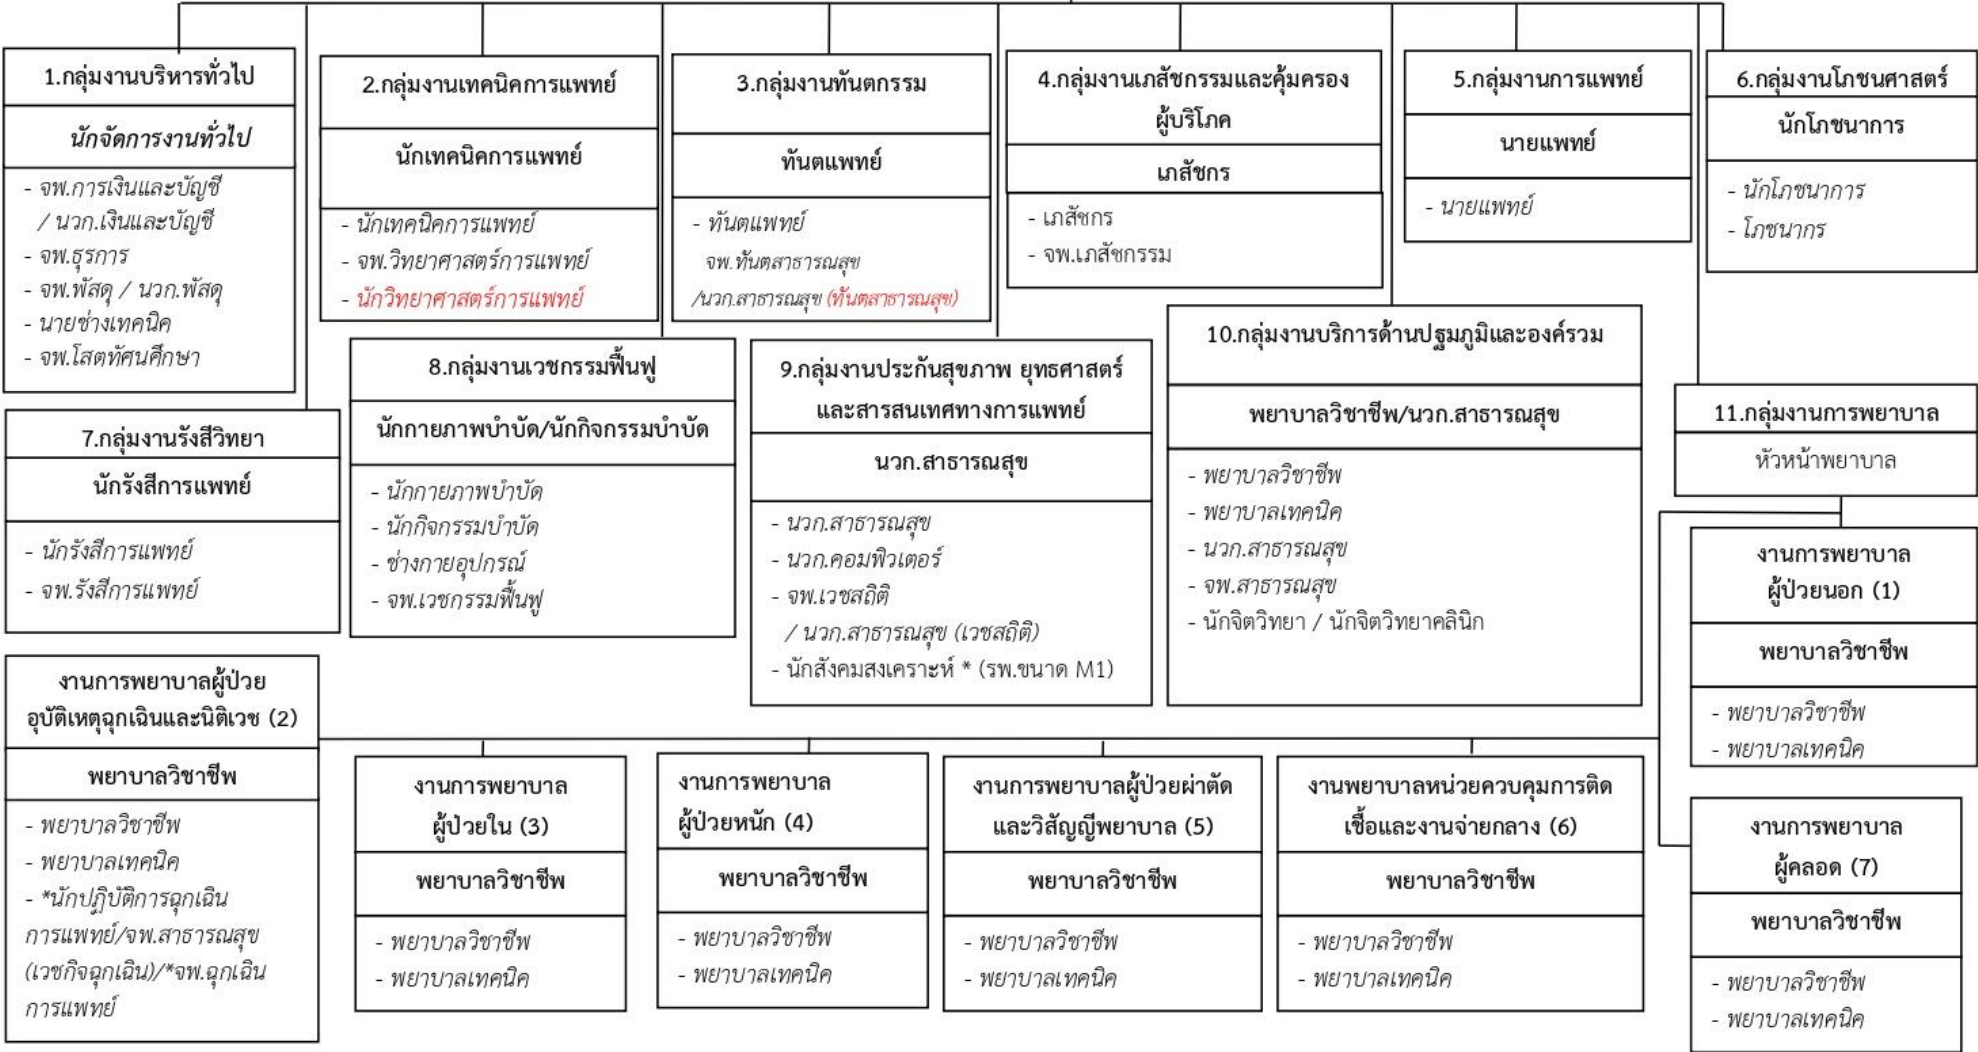 1.กลุ่มงานบริหารทั่วไป
นักจัดการงานทั่วไป
- จพ.การเงินและบัญชี
/ นวก.เงินและบัญชี
- จพ.ธุรการ
- จพ.พัสดุ / นวก.พัสดุ
- นายช่างเทคนิค
- จพ.โสตทัศนศึกษา
2.กลุ่มงานเทคนิคการแพทย์
นักเทคนิคการแพทย์
- นักเทคนิคการแพทย์
- จพ.วิทยาศาสตร์การแพทย์
- นักวิทยาศาสตร์การแพทย์
3.กลุ่มงานทันตกรรม
ทันตแพทย์
- ทันตแพทย์
จพ.ทันตสาธารณสุข
/นวก.สาธารณสุข (ทันตสาธารณสุข)
4.กลุ่มงานเภสัชกรรมและคุ้มครอง
ผู้บริโภค
เภสัชกร
- เภสัชกร
- จพ.เภสัชกรรม
5.กลุ่มงานการแพทย์
นายแพทย์
- นายแพทย์
6.กลุ่มงานโภชนศาสตร์
นักโภชนาการ
- นักโภชนาการ
- โภชนากร
7.กลุ่มงานรังสีวิทยา
นักรังสีการแพทย์
- นักรังสีการแพทย์
- จพ.รังสีการแพทย์
8.กลุ่มงานเวชกรรมฟื้นฟู
นักกายภาพบำบัด/นักกิจกรรมบำบัด
- นักกายภาพบำบัด
- นักกิจกรรมบำบัด
- ช่างกายอุปกรณ์
- จพ.เวชกรรมฟื้นฟู
9.กลุ่มงานประกันสุขภาพ ยุทธศาสตร์
และสารสนเทศทางการแพทย์
นวก.สาธารณสุข
- นวก.สาธารณสุข
- นวก.คอมพิวเตอร์
- จพ.เวชสถิติ
/ นวก.สาธารณสุข (เวชสถิติ)
- นักสังคมสงเคราะห์ * (รพ.ขนาด M1)
10.กลุ่มงานบริการด้านปฐมภูมิและองค์รวม
พยาบาลวิชาชีพ/นวก.สาธารณสุข
- พยาบาลวิชาชีพ
- พยาบาลเทคนิค
- นวก.สาธารณสุข
- จพ.สาธารณสุข
- นักจิตวิทยา / นักจิตวิทยาคลินิก
11.กลุ่มงานการพยาบาล
หัวหน้าพยาบาล
งานการพยาบาล
ผู้ป่วยนอก (1)
พยาบาลวิชาชีพ
- พยาบาลวิชาชีพ
- พยาบาลเทคนิค
งานการพยาบาลผู้ป่วย
อุบัติเหตุฉุกเฉินและนิติเวช (2)
พยาบาลวิชาชีพ
- พยาบาลวิชาชีพ
- พยาบาลเทคนิค
- *นักปฏิบัติการฉุกเฉิน
การแพทย์/จพ.สาธารณสุข
(เวชกิจฉุกเฉิน)/*จพ.ฉุกเฉิน
การแพทย์
งานการพยาบาล
ผู้ป่วยใน (3)
พยาบาลวิชาชีพ
- พยาบาลวิชาชีพ
- พยาบาลเทคนิค
งานการพยาบาล
ผู้ป่วยหนัก (4)
พยาบาลวิชาชีพ
- พยาบาลวิชาชีพ
- พยาบาลเทคนิค
งานการพยาบาลผู้ป่วยผ่าตัด
และวิสัญญีพยาบาล (5)
พยาบาลวิชาชีพ
- พยาบาลวิชาชีพ
- พยาบาลเทคนิค
งานพยาบาลหน่วยควบคุมการติด
เชื้อและงานจ่ายกลาง (6)
พยาบาลวิชาชีพ
- พยาบาลวิชาชีพ
- พยาบาลเทคนิค
งานการพยาบาล
ผู้คลอด (7)
พยาบาลวิชาชีพ
- พยาบาลวิชาชีพ
- พยาบาลเทคนิค